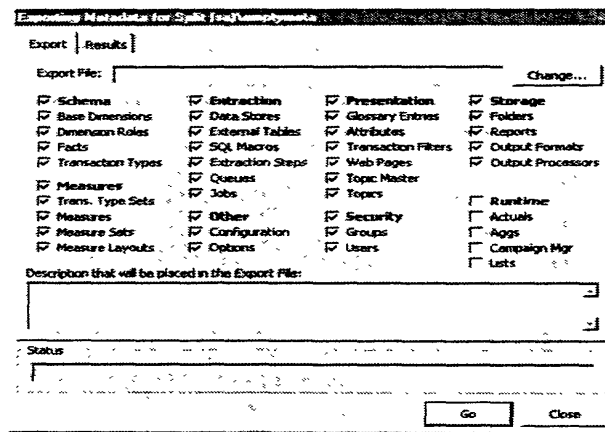 Exporting Metadata for Split [sq]\emptymeta
Export Results
Export File: Change...
Schema
Base Dimensions
Dimension Roles
Facts
Transaction Types
Measures
Trans. Type Sets
Measures
Measure Sets
Measure Layouts
Extraction
Data Stores
External Tables
SQL Macros
Extraction Steps
Queues
Jobs
Other
Configuration
Options
Presentation
Glossary Entries
Attributes
Transaction Filters
Web Pages
Topic Master
Topics
Security
Groups
Users
Storage
Folders
Reports
Output Formats
Output Processors
Runtime
Actuals
Aggs
Campaign Mgr
Lists
Description that will be placed in the Export File:
Status
Go Close